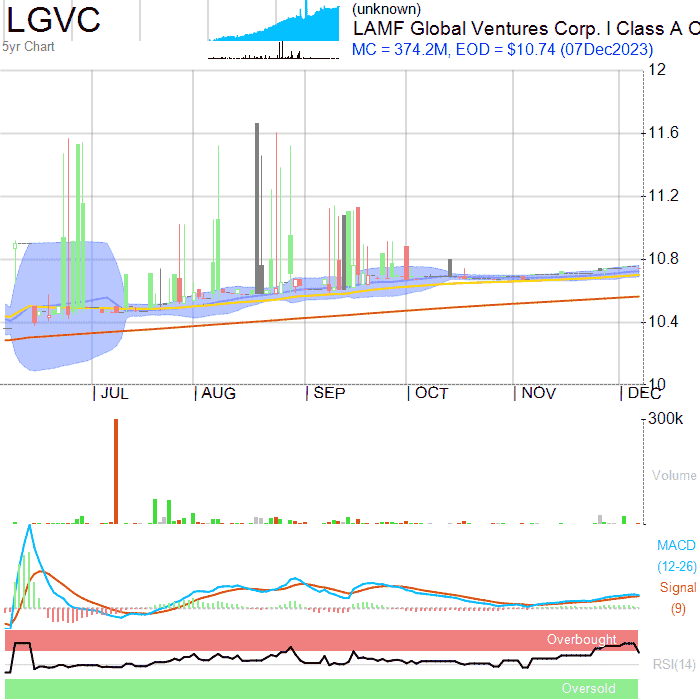 LGVC
5yr Chart
(unknown)
LAMF Global Ventures Corp. I Class A O
MC = 374.2M, EOD = $10.74 (07Dec2023)
12
11.6
11.2
10.8
10.4
10
JUL
AUG
SEP
OCT
NOV
DEC
300k
Volume
MACD
(12-26)
Signal
(9)
Overbought
RSI(14)
Oversold